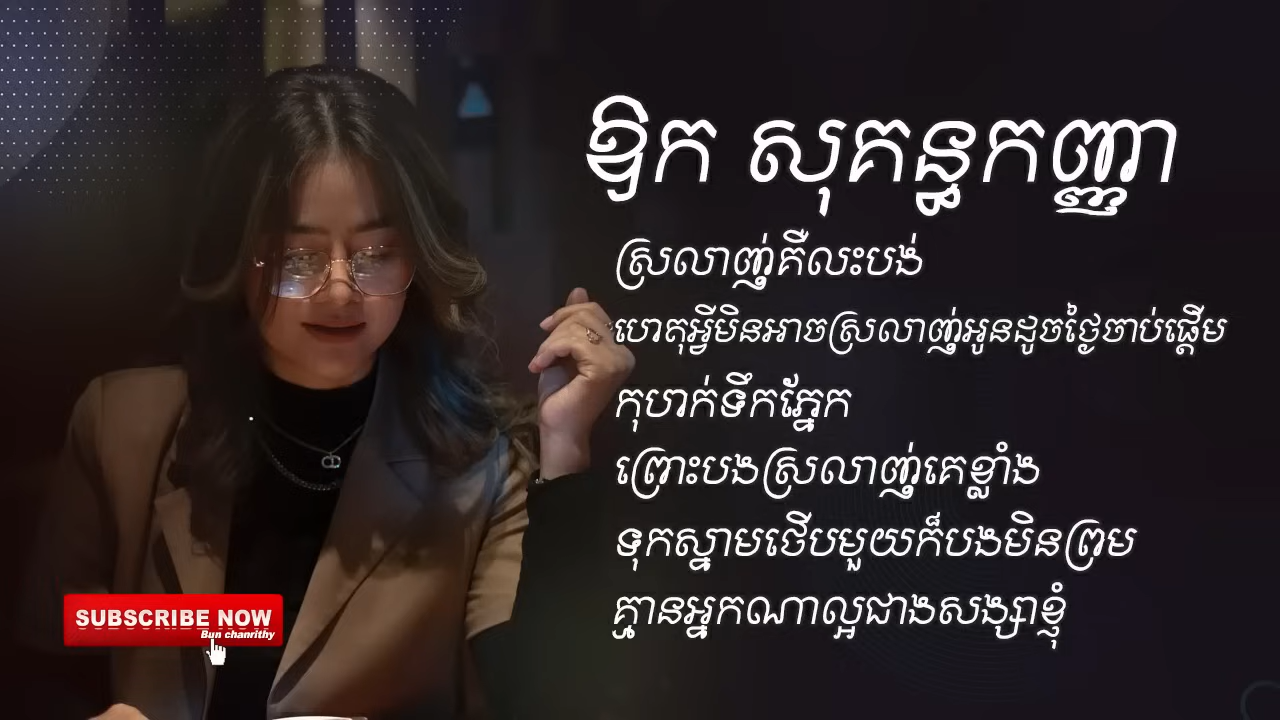 ឱក សុគន្ធកញ្ញា
ស្រលាញ់គឺលះបង់
ហេតុអ្វីមិនអាចស្រលាញ់អូនដូចថ្ងៃចាប់ផ្តើម
កុហក់ទឹកភ្នែក
ព្រោះបងស្រលាញ់គេខ្លាំង
ទុកស្នាមថើបមួយក៏បងមិនព្រម
គ្មានអ្នកណាល្អជាងសង្សាខ្ញុំ
SUBSCRIBE NOW
Bun chanrithy